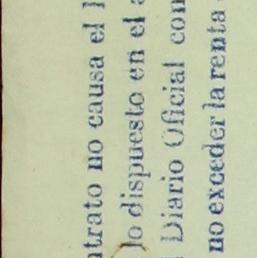 ntrato no causa el
lo dispuesto en el a
Diario Oficial con
no exceder la renta